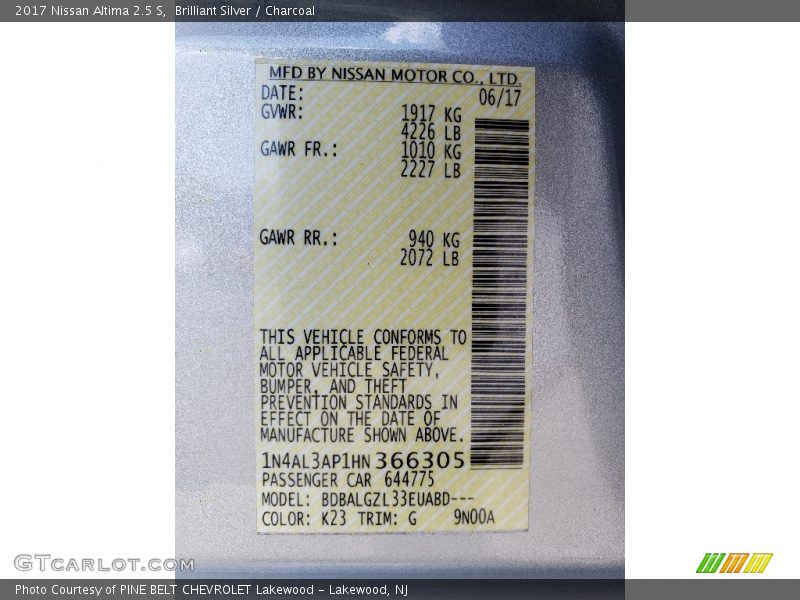 2017 Nissan Altima 2.5 S,  Brilliant Silver / Charcoal
MFD BY NISSAN MOTOR CO., LTD.
DATE: 06/17
GVWR: 1917 KG
4226 LB
GAWR FR.: 1010 KG
2227 LB
GAWR RR.: 940 KG
2072 LB
THIS VEHICLE CONFORMS TO
ALL APPLICABLE FEDERAL
MOTOR VEHICLE SAFETY,
BUMPER, AND THEFT
PREVENTION STANDARDS IN
EFFECT ON THE DATE OF
MANUFACTURE SHOWN ABOVE.
1N4AL3AP1HN366305
PASSENGER CAR 644775
MODEL: BDBALGZL33EUABD---
COLOR: K23 TRIM: G 9N00A
GTCARLOT.COM
Photo Courtesy of PINE BELT CHEVROLET Lakewood - Lakewood, NJ